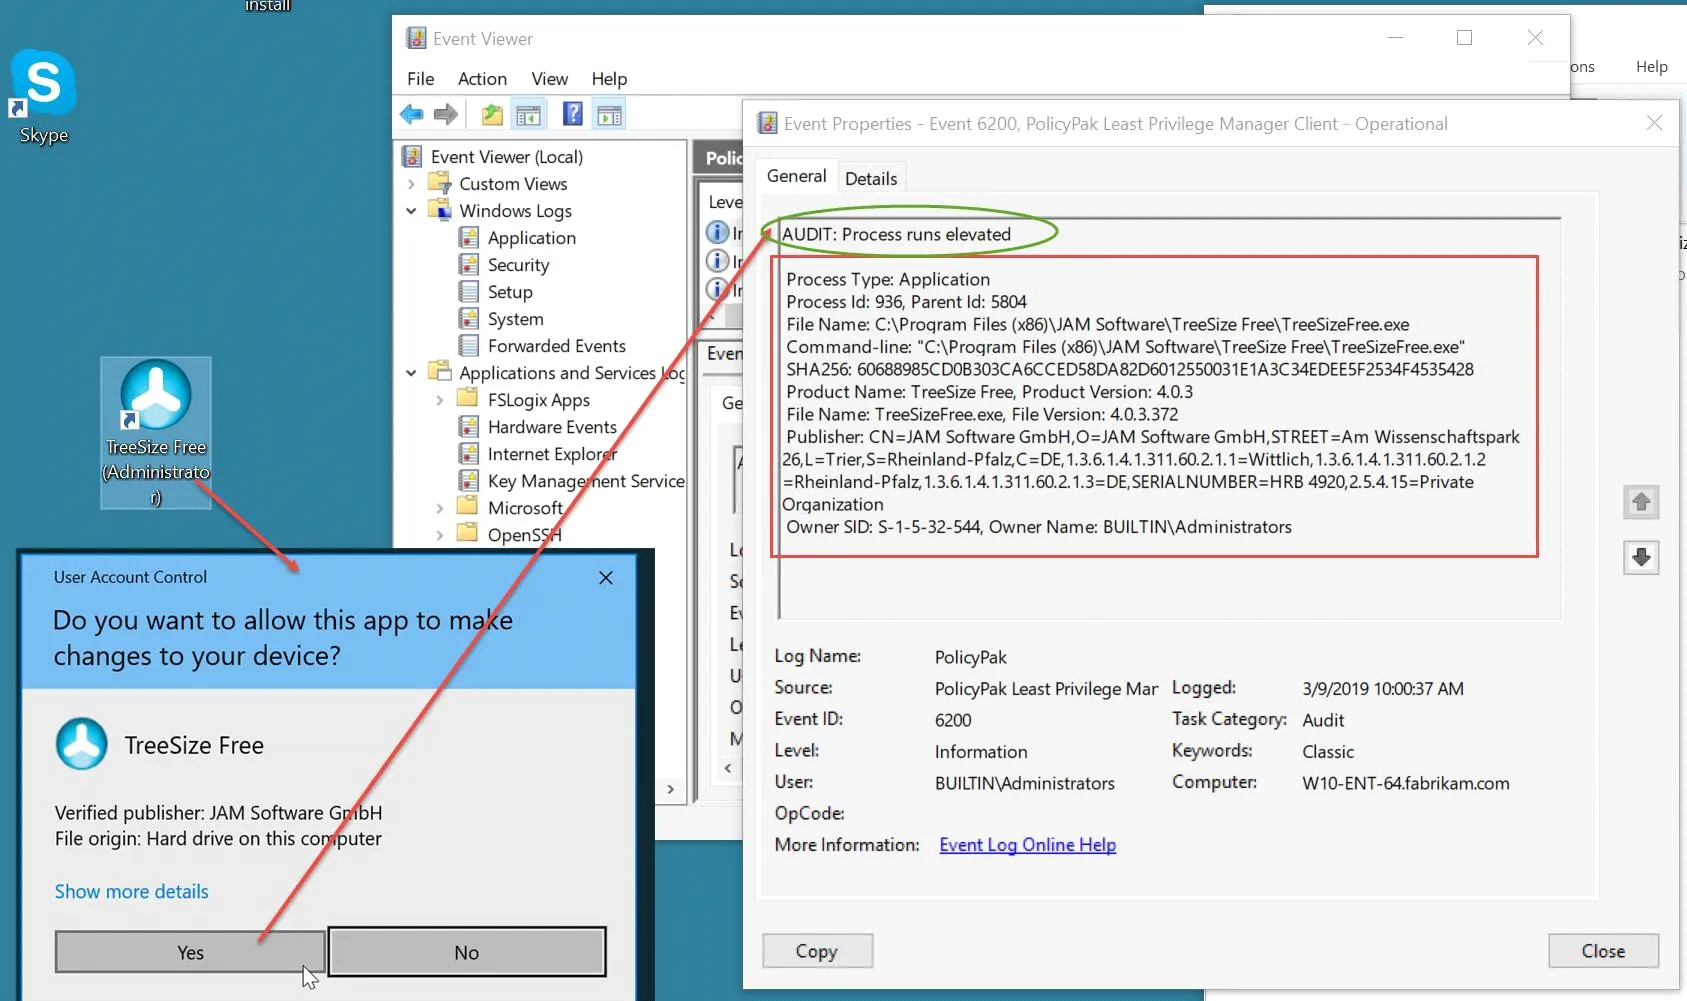 install
Skype
TreeSize Free
(Administrato
r)
Event Viewer
File Action View Help
Event Viewer (Local)
Custom Views
Windows Logs
Application
Security
Setup
System
Forwarded Events
Applications and Services Log
FSLogix Apps
Hardware Events
Internet Explorer
Key Management Service
Microsoft
OpenSSH
Help
Event Properties - Event 6200, PolicyPak Least Privilege Manager Client - Operational
General Details
AUDIT: Process runs elevated
Process Type: Application
Process Id: 936, Parent Id: 5804
File Name: C:\Program Files (x86)\JAM Software\TreeSize Free\TreeSizeFree.exe
Command-line: "C:\Program Files (x86)\JAM Software\TreeSize Free\TreeSizeFree.exe"
SHA256: 60688985CD0B303CA6CCED58DA82D6012550031E1A3C34EDEE5F2534F4535428
Product Name: TreeSize Free, Product Version: 4.0.3
File Name: TreeSizeFree.exe, File Version: 4.0.3.372
Publisher: CN=JAM Software GmbH,O=JAM Software GmbH,STREET=Am Wissenschaftspark
26,L=Trier,S=Rheinland-Pfalz,C=DE,1.3.6.1.4.1.311.60.2.1.1=Wittlich,1.3.6.1.4.1.311.60.2.1.2
=Rheinland-Pfalz,1.3.6.1.4.1.311.60.2.1.3=DE,SERIALNUMBER=HRB 4920,2.5.4.15=Private
Organization
Owner SID: S-1-5-32-544, Owner Name: BUILTIN\Administrators
Log Name: PolicyPak
Source: PolicyPak Least Privilege Mar Logged: 3/9/2019 10:00:37 AM
Event ID: 6200 Task Category: Audit
Level: Information Keywords: Classic
User: BUILTIN\Administrators Computer: W10-ENT-64.fabrikam.com
OpCode:
More Information: Event Log Online Help
Copy Close
User Account Control
Do you want to allow this app to make
changes to your device?
TreeSize Free
Verified publisher: JAM Software GmbH
File origin: Hard drive on this computer
Show more details
Yes No